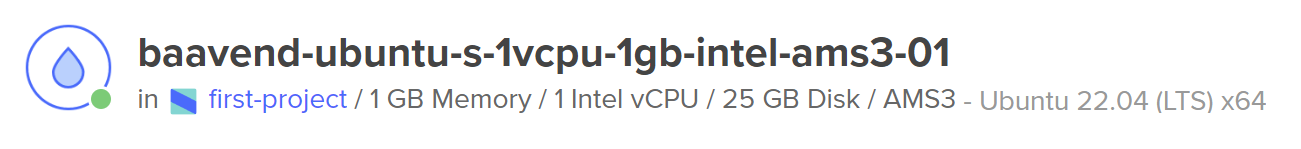 baavend-ubuntu-s-1vcpu-1gb-intel-ams3-01
in first-project / 1 GB Memory / 1 Intel vCPU / 25 GB Disk / AMS3 - Ubuntu 22.04 (LTS) x64